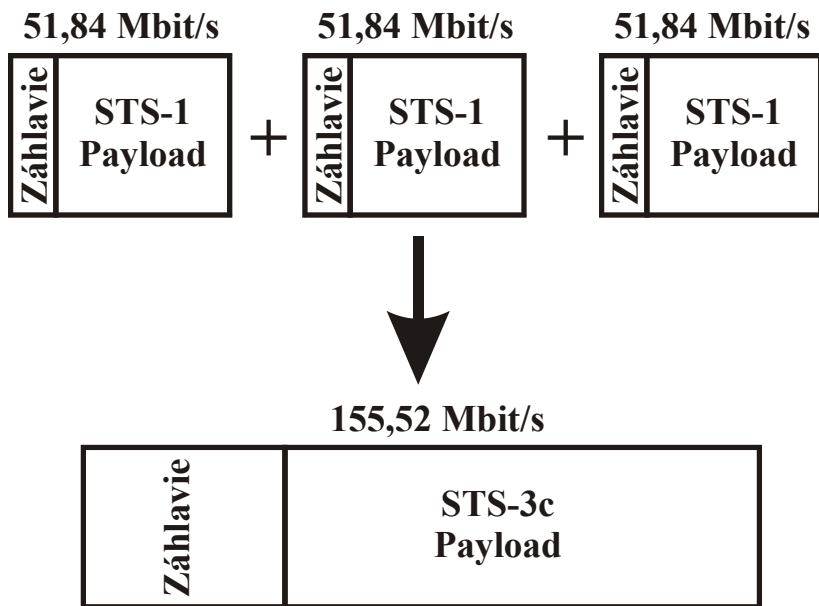 51,84 Mbit/s
51,84 Mbit/s
51,84 Mbit/s
Záhlavie
STS-1
Payload
+
Záhlavie
STS-1
Payload
+
Záhlavie
STS-1
Payload
155,52 Mbit/s
Záhlavie
STS-3c
Payload